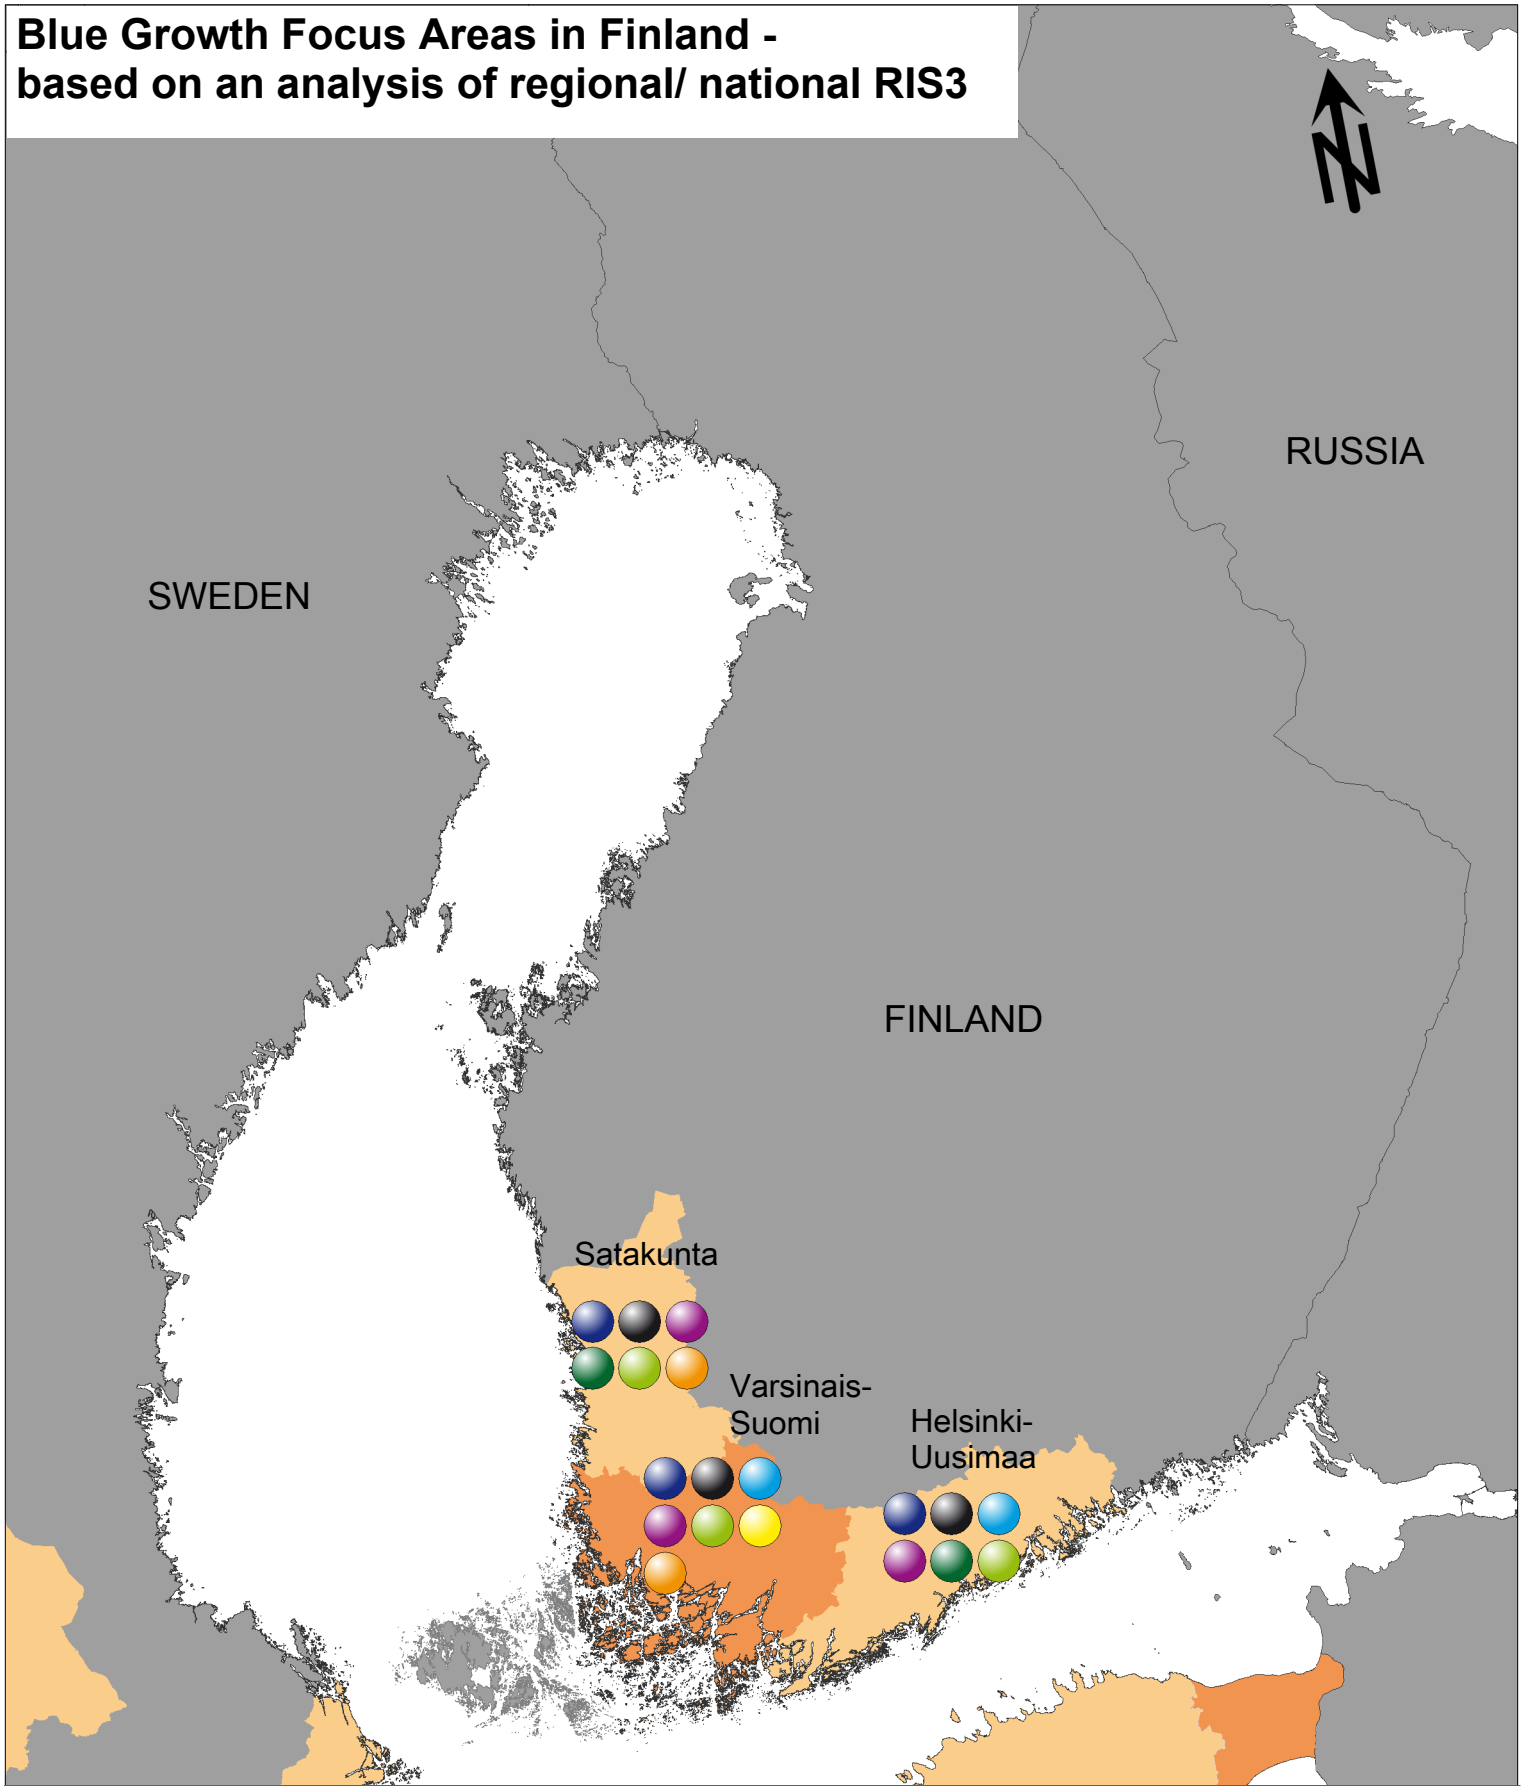 Blue Growth Focus Areas in Finland -
based on an analysis of regional/ national RIS3
N
RUSSIA
SWEDEN
FINLAND
Satakunta
Varsinais-
Suomi
Helsinki-
Uusimaa